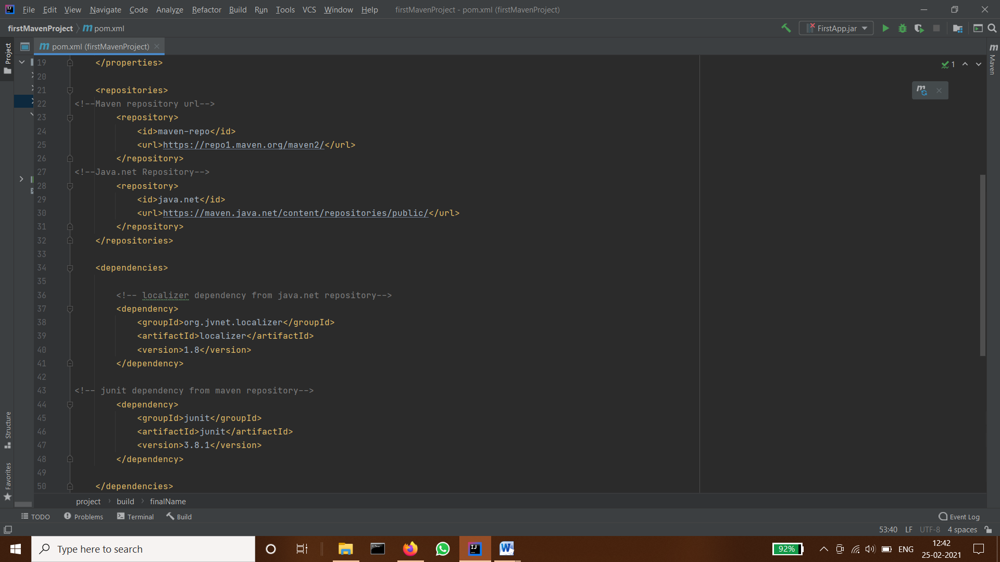 File Edit View Navigate Code Analyze Refactor Build Run Tools VCS Window Help firstMavenProject - pom.xml (firstMavenProject)
firstMavenProject pom.xml FirstApp.jar
Project pom.xml (firstMavenProject)
Maven
1
19 </properties>
20
21 <repositories>
22 <!--Maven repository url-->
23 <repository>
24 <id>maven-repo</id>
25 <url>https://repo1.maven.org/maven2/</url>
26 </repository>
27 <!--Java.net Repository-->
28 <repository>
29 <id>java.net</id>
30 <url>https://maven.java.net/content/repositories/public/</url>
31 </repository>
32 </repositories>
33
34 <dependencies>
35
36 <!-- localizer dependency from java.net repository-->
37 <dependency>
38 <groupId>org.jvnet.localizer</groupId>
39 <artifactId>localizer</artifactId>
40 <version>1.8</version>
41 </dependency>
42
43 <!-- junit dependency from maven repository-->
44 <dependency>
45 <groupId>junit</groupId>
46 <artifactId>junit</artifactId>
47 <version>3.8.1</version>
48 </dependency>
49
50 </dependencies>
Structure
Favorites
project build finalName
TODO Problems Terminal Build Event Log
53:40 LF UTF-8 4 spaces
Type here to search 92% ENG 12:42
25-02-2021